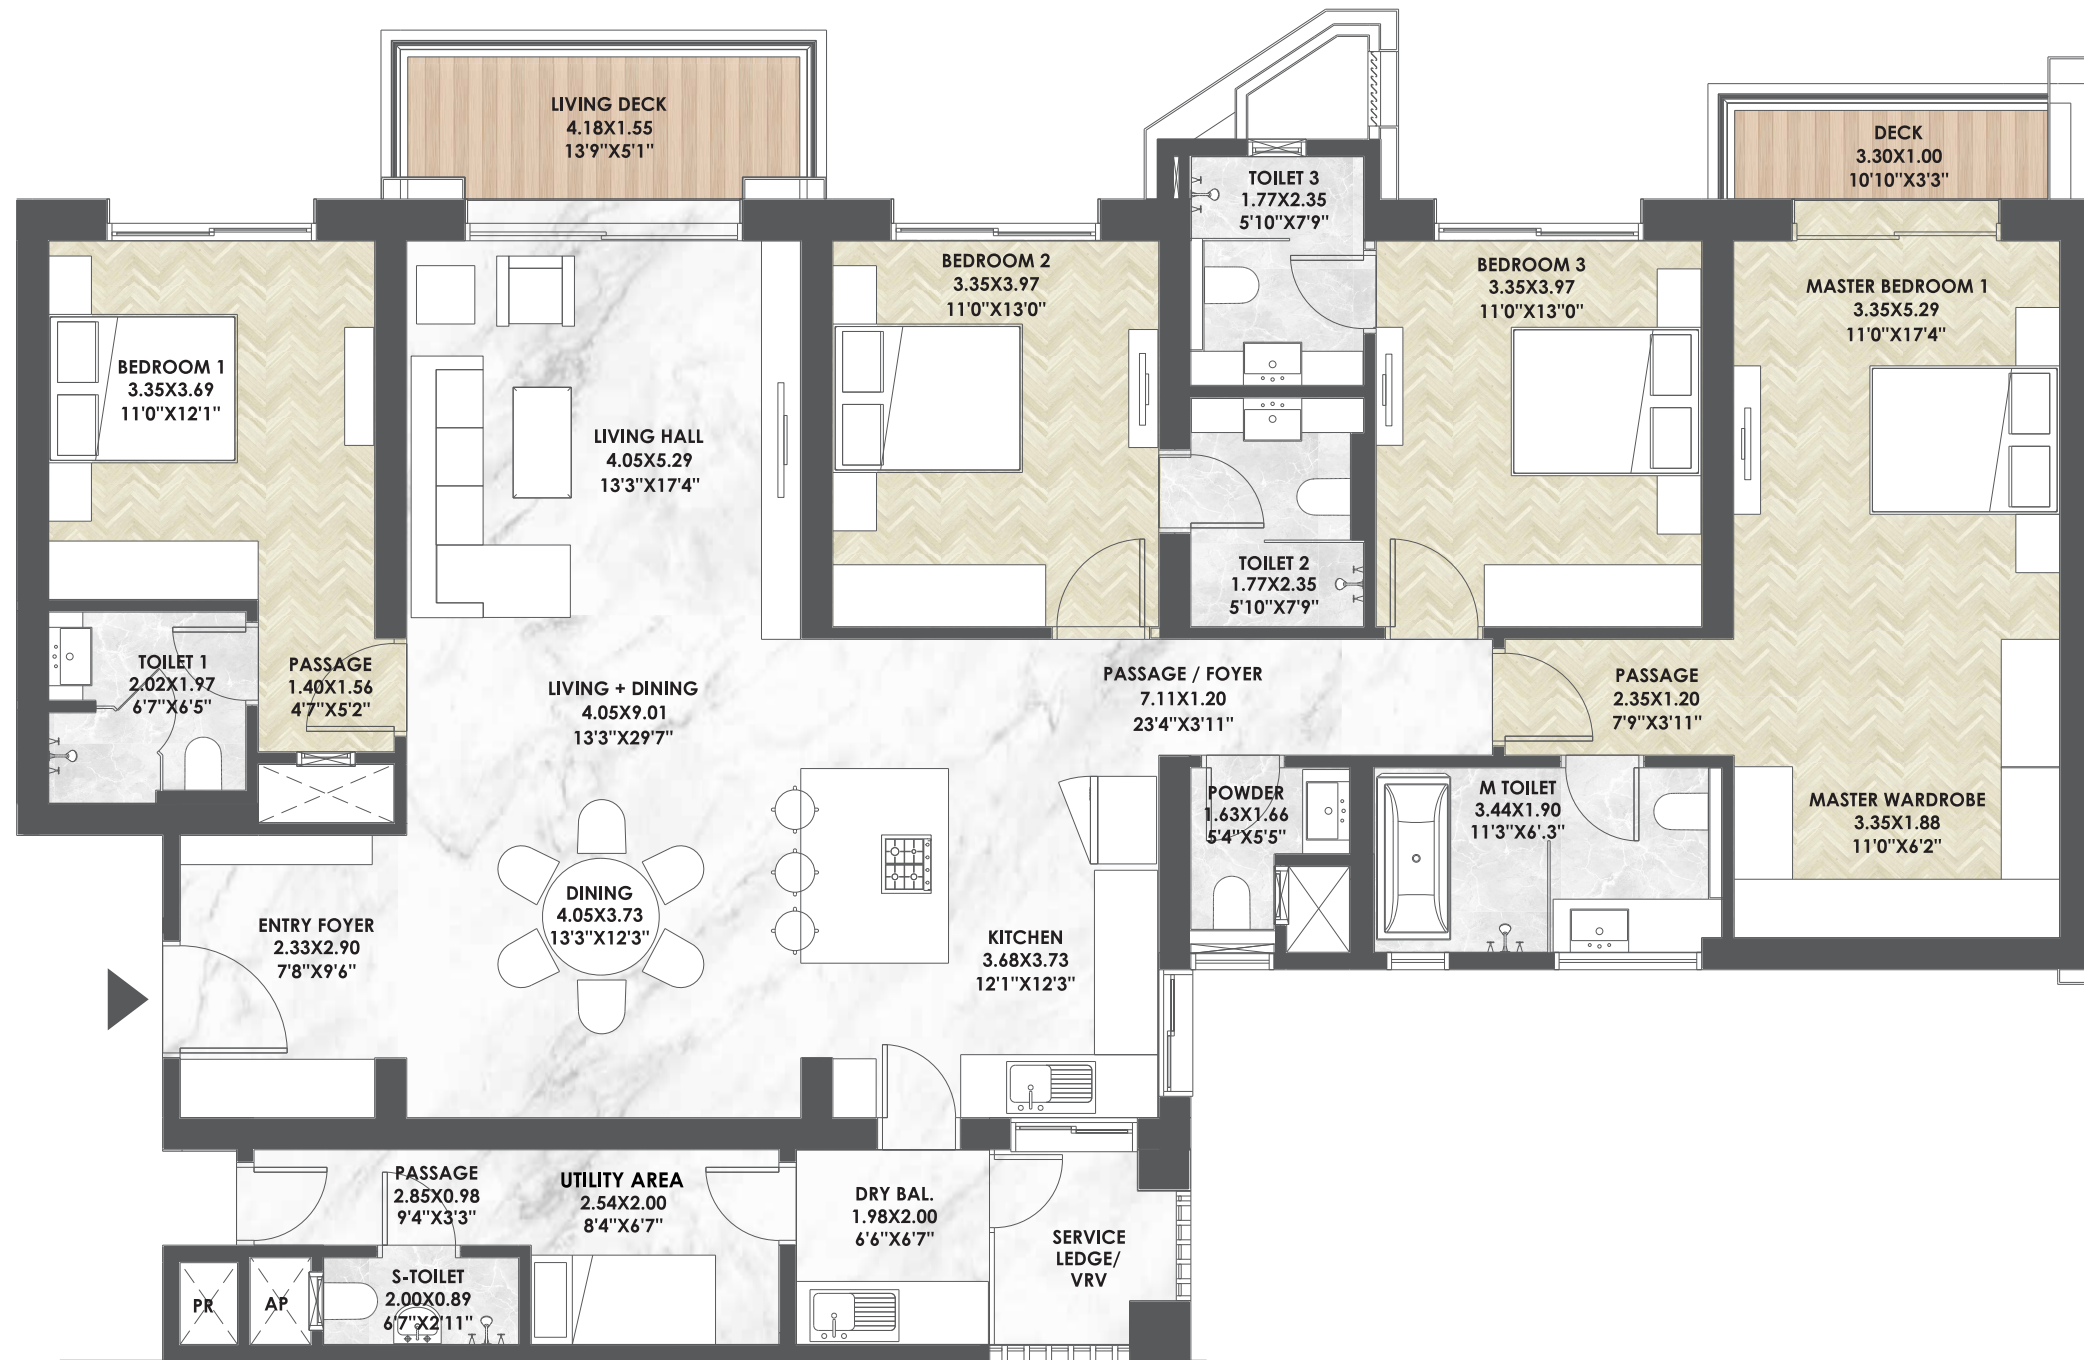 LIVING DECK
4.18X1.55
13'9"X5'1"
DECK
3.30X1.00
10'10"X3'3"
TOILET 3
1.77X2.35
5'10"X7'9"
BEDROOM 1
3.35X3.69
11'0"X12'1"
LIVING HALL
4.05X5.29
13'3"X17'4"
BEDROOM 2
3.35X3.97
11'0"X13'0"
BEDROOM 3
3.35X3.97
11'0"X13"0"
MASTER BEDROOM 1
3.35X5.29
11'0"X17'4"
TOILET 2
1.77X2.35
5'10"X7'9"
TOILET 1
2.02X1.97
6'7"X6'5"
PASSAGE
1.40X1.56
4'7"X5'2"
LIVING + DINING
4.05X9.01
13'3"X29'7"
PASSAGE / FOYER
7.11X1.20
23'4"X3'11"
PASSAGE
2.35X1.20
7'9"X3'11"
POWDER
1.63X1.66
5'4"X5'5"
M TOILET
3.44X1.90
11'3"X6'.3"
MASTER WARDROBE
3.35X1.88
11'0"X6'2"
ENTRY FOYER
2.33X2.90
7'8"X9'6"
DINING
4.05X3.73
13'3"X12'3"
KITCHEN
3.68X3.73
12'1"X12'3"
PASSAGE
2.85X0.98
9'4"X3'3"
UTILITY AREA
2.54X2.00
8'4"X6'7"
DRY BAL.
1.98X2.00
6'6"X6'7"
SERVICE
LEDGE/
VRV
PR
AP
S-TOILET
2.00X0.89
6'7"X2'11"